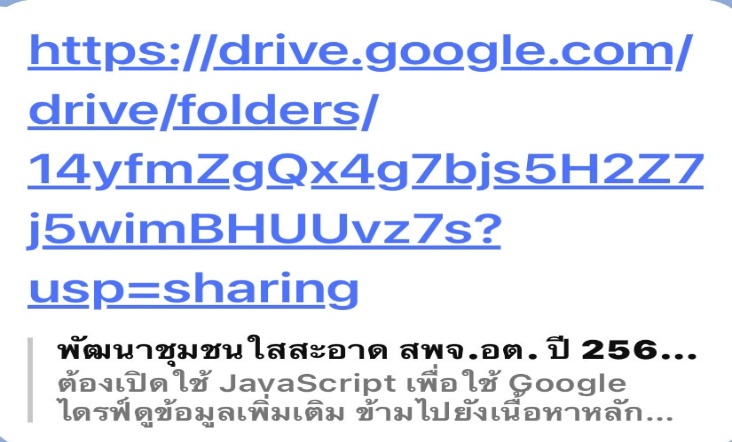 https://drive.google.com/
drive/folders/
14yfmZgQx4g7bjs5H2Z7
j5wimBHUUvz7s?
usp=sharing
พัฒนาชุมชนใสสะอาด สพจ.อต. ปี 256...
ต้องเปิดใช้ JavaScript เพื่อใช้ Google
ไดรฟ์ดูข้อมูลเพิ่มเติม ข้ามไปยังเนื้อหาหลัก...